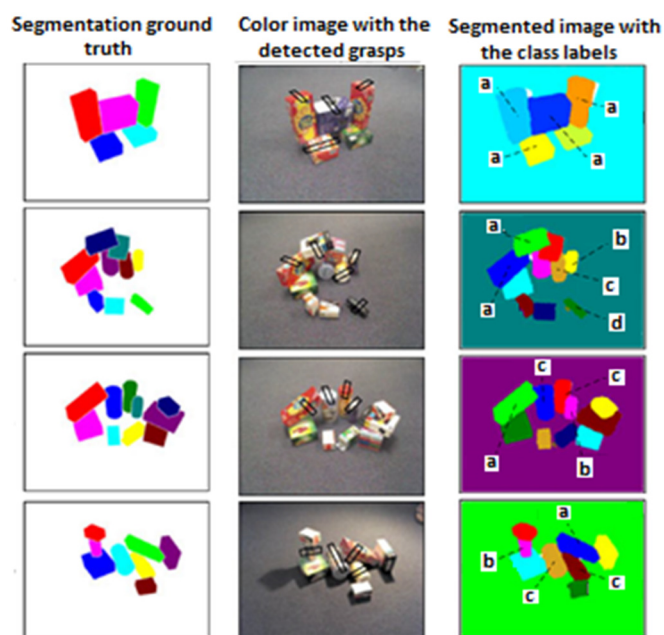 Segmentation ground
truth
Color image with the
detected grasps
Segmented image with
the class labels
a
a
a
a
a
b
c
a
d
c
c
a
b
a
b
c
c